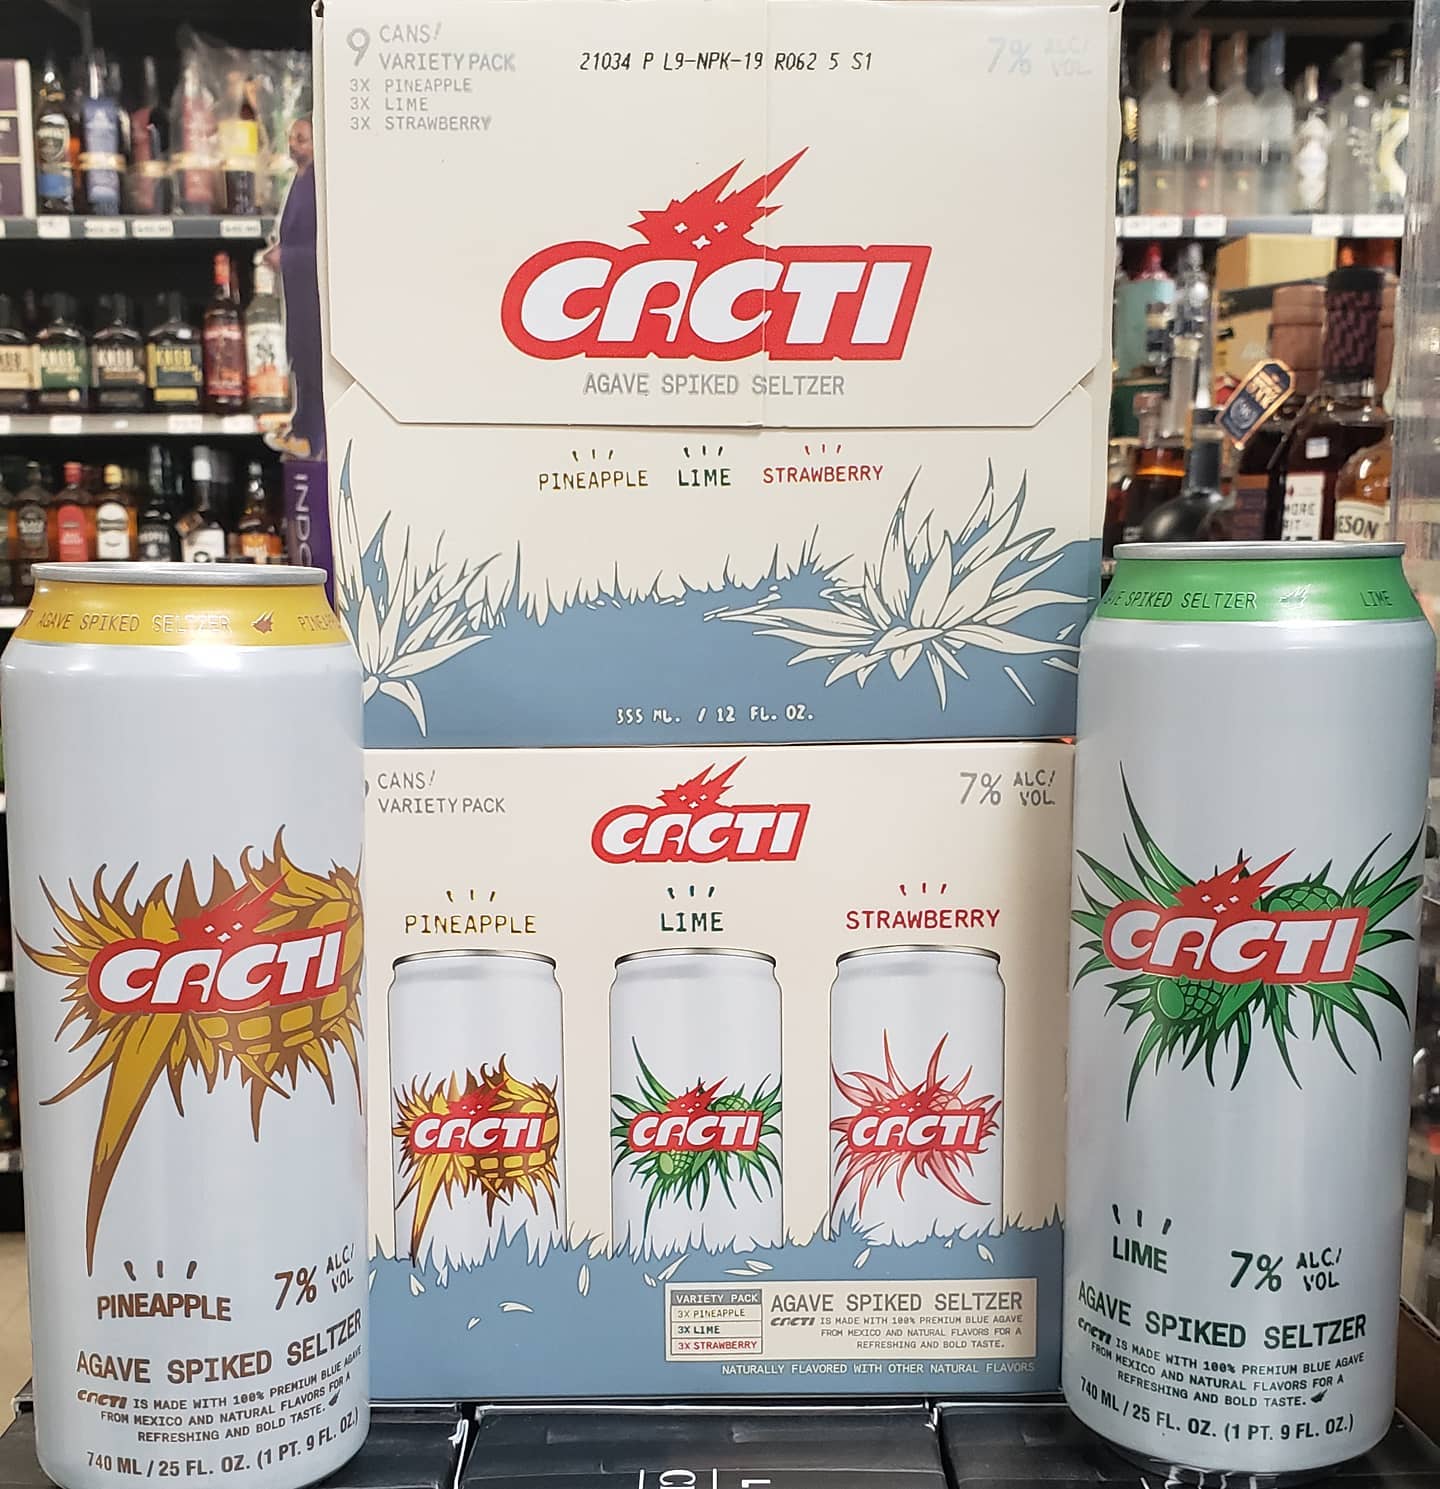 9 CANS!
VARIETY PACK
3X PINEAPPLE
3X LIME
3X STRAWBERRY
21034 P L9-NPK-19 R062 5 S1
7% ALC/
VOL
CACTI
AGAVE SPIKED SELTZER
PINEAPPLE LIME STRAWBERRY
355 ML. / 12 FL. OZ.
CANS!
VARIETY PACK
CACTI
7% ALC/
VOL
PINEAPPLE
LIME
STRAWBERRY
CACTI
CACTI
CACTI
VARIETY PACK
3X PINEAPPLE
3X LIME
3X STRAWBERRY
AGAVE SPIKED SELTZER
CACTI IS MADE WITH 100% PREMIUM BLUE AGAVE
FROM MEXICO AND NATURAL FLAVORS FOR A
REFRESHING AND BOLD TASTE.
NATURALLY FLAVORED WITH OTHER NATURAL FLAVORS
AGAVE SPIKED SELTZER
CACTI
PINEAPPLE
7% ALC/
VOL
AGAVE SPIKED SELTZER
CACTI IS MADE WITH 100% PREMIUM BLUE AGAVE
FROM MEXICO AND NATURAL FLAVORS FOR A
REFRESHING AND BOLD TASTE.
740 ML / 25 FL. OZ. (1 PT. 9 FL. OZ.)
SPIKED SELTZER LIME
CACTI
LIME
7% ALC/
VOL
AGAVE SPIKED SELTZER
CACTI IS MADE WITH 100% PREMIUM BLUE AGAVE
FROM MEXICO AND NATURAL FLAVORS FOR A
REFRESHING AND BOLD TASTE.
740 ML / 25 FL. OZ. (1 PT. 9 FL. OZ.)
KNOB
KNOB
KNOB